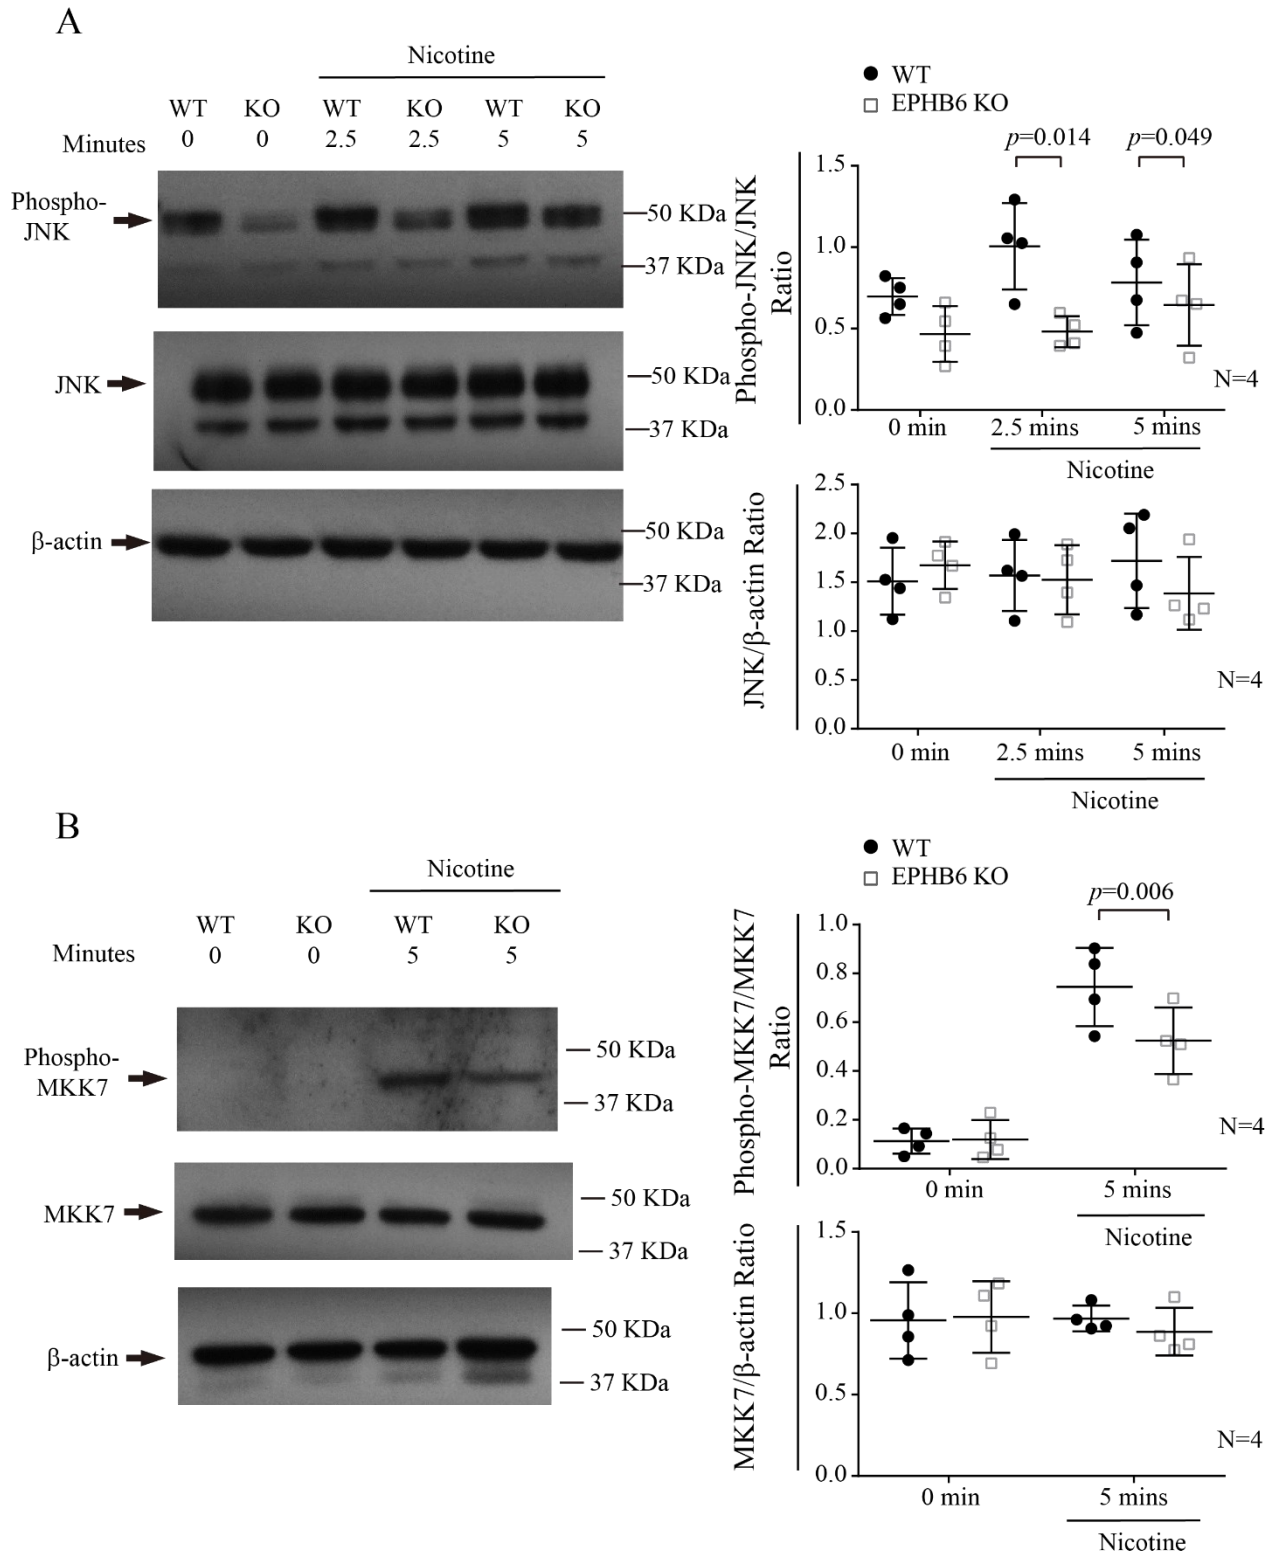 A
Nicotine
WT KO WT KO WT KO
Minutes 0 0 2.5 2.5 5 5
Phospho-
JNK
50 KDa
37 KDa
JNK
50 KDa
37 KDa
β-actin
50 KDa
37 KDa
WT
EPHB6 KO
p=0.014 p=0.049
Phospho-JNK/JNK
Ratio
1.5
1.0
0.5
0.0
N=4
0 min 2.5 mins 5 mins
Nicotine
JNK/β-actin Ratio
2.5
2.0
1.5
1.0
0.5
0.0
N=4
0 min 2.5 mins 5 mins
Nicotine
B
Nicotine
WT KO WT KO
Minutes 0 0 5 5
Phospho-
MKK7
50 KDa
37 KDa
MKK7
50 KDa
37 KDa
β-actin
50 KDa
37 KDa
WT
EPHB6 KO
p=0.006
Phospho-MKK7/MKK7
Ratio
1.0
0.8
0.6
0.4
0.2
0.0
N=4
0 min 5 mins
Nicotine
MKK7/β-actin Ratio
1.5
1.0
0.5
0.0
N=4
0 min 5 mins
Nicotine